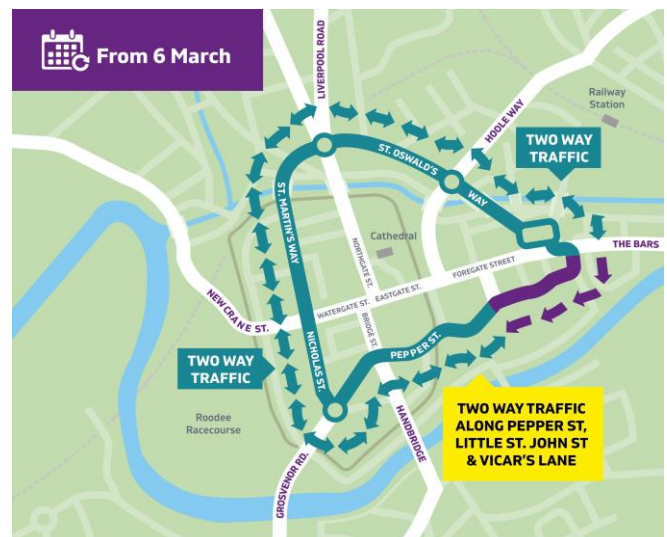 From 6 March
LIVERPOOL ROAD
HOOLE WAY
Railway
Station
TWO WAY
TRAFFIC
ST. OSWALD'S
WAY
ST. MARTIN'S WAY
NORTHGATE ST.
Cathedral
THE BARS
FOREGATE STREET
NEW CRANE ST.
WATERGATE ST.
EASTGATE ST.
BRIDGE ST.
NICHOLAS ST.
PEPPER ST.
TWO WAY
TRAFFIC
Roodee
Racecourse
HANDBRIDGE
GROSVENOR RD.
TWO WAY TRAFFIC
ALONG PEPPER ST,
LITTLE ST. JOHN ST
& VICAR'S LANE